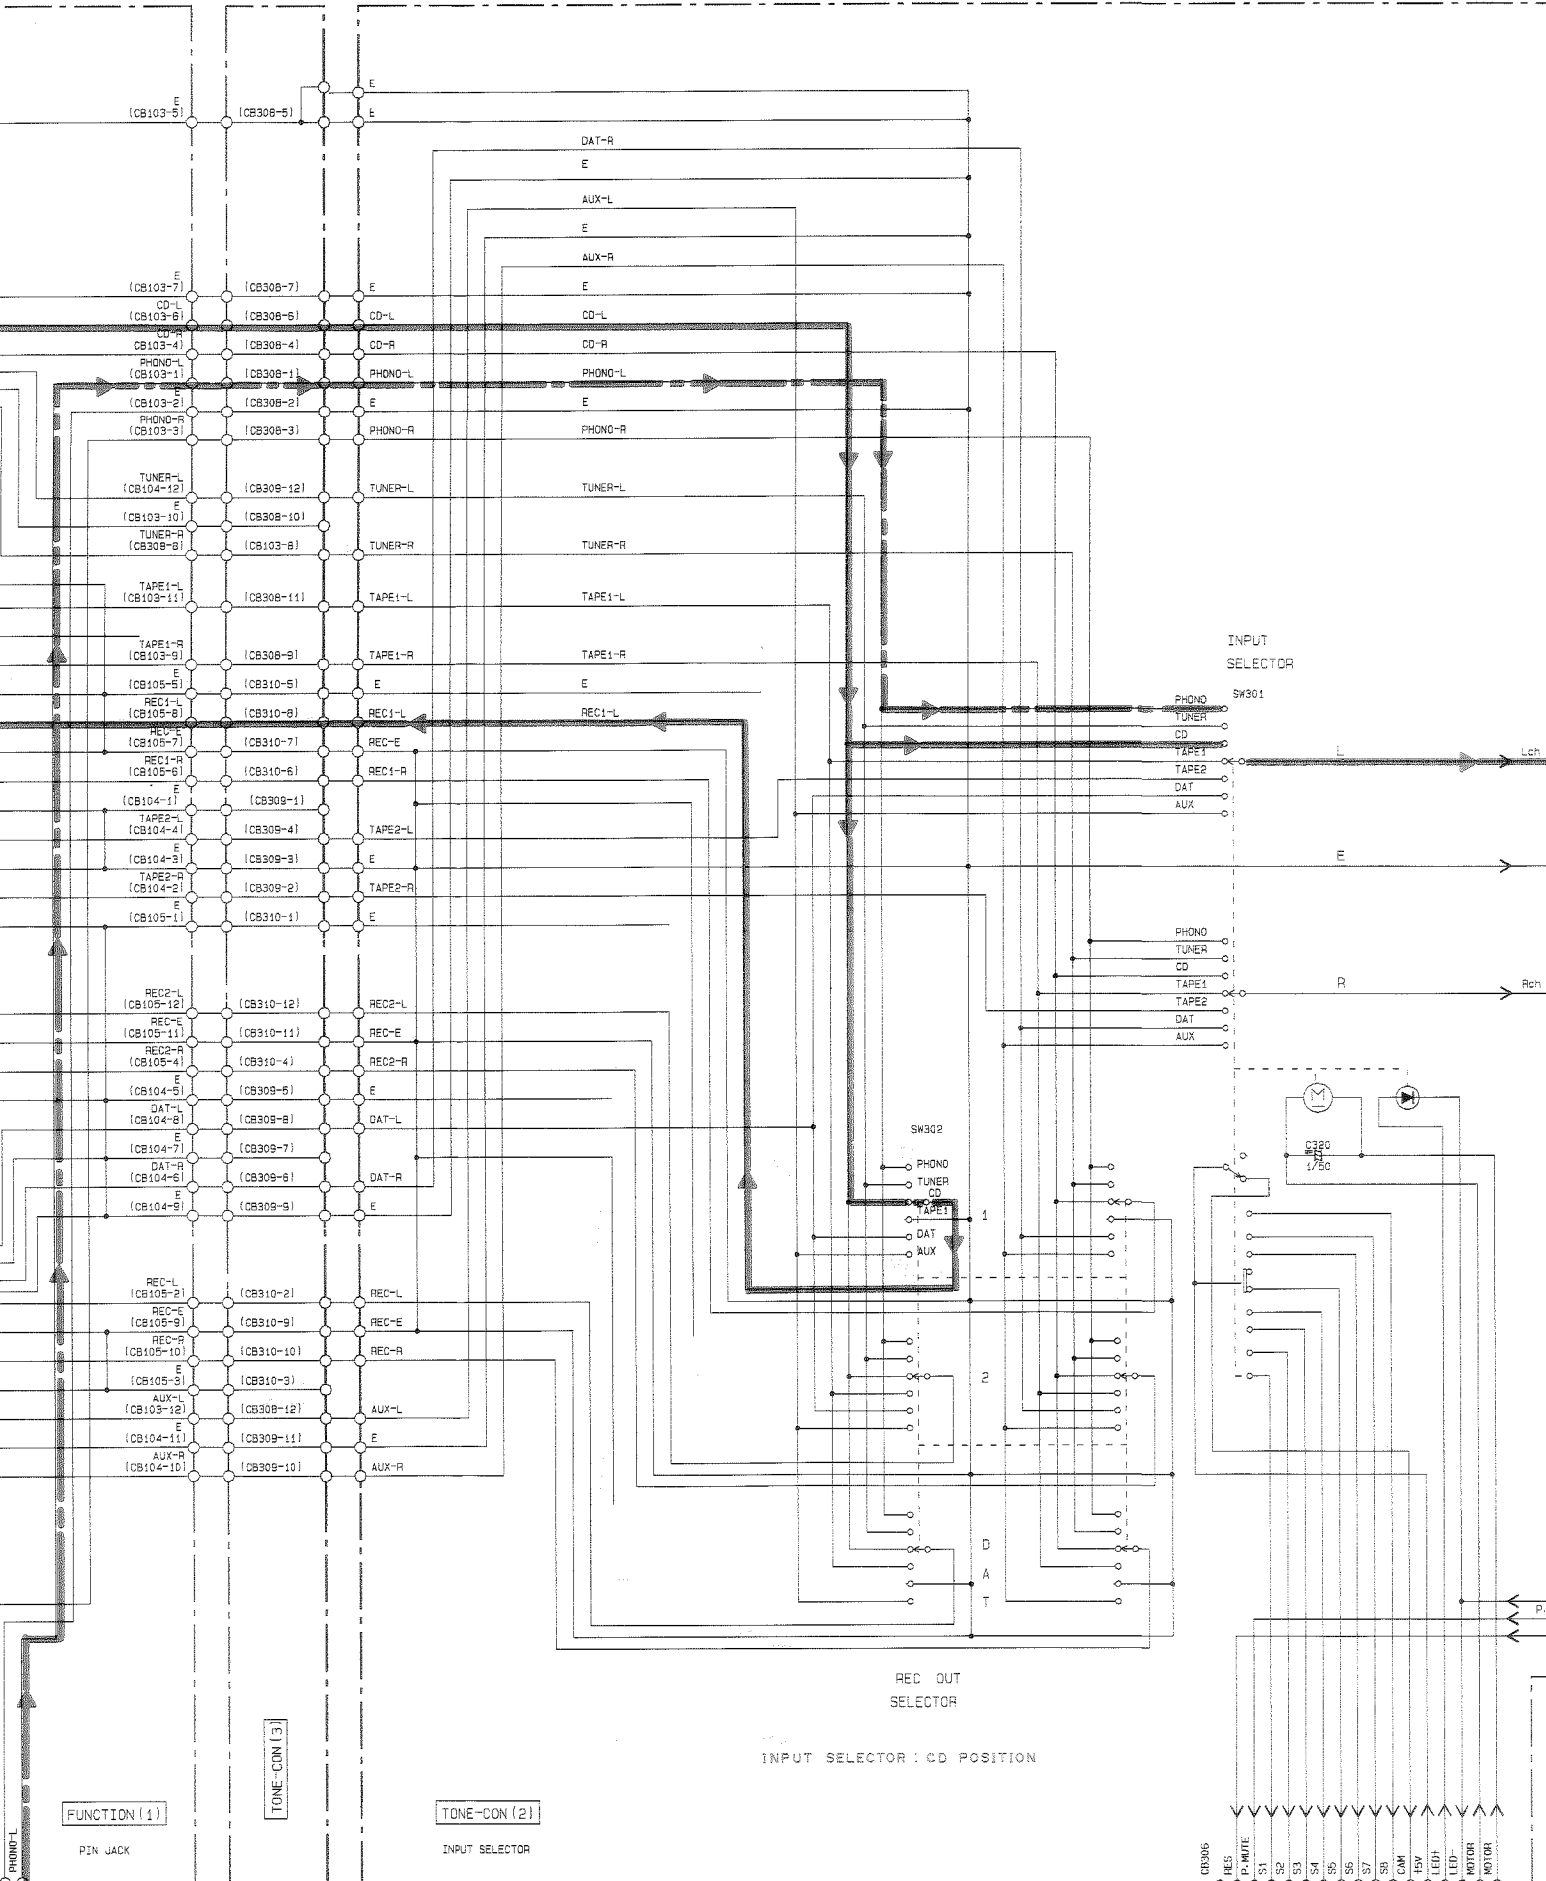 E
E
(CB103-5)
(CB308-5)
E
DAT-R
E
AUX-L
E
AUX-R
E
(CB103-7)
(CB308-7)
E
E
CD-L
(CB103-6)
(CB308-6)
CD-L
CD-L
CD-R
CB103-4)
(CB308-4)
CD-R
CD-R
PHONO-L
(CB103-1)
(CB308-1)
PHONO-L
PHONO-L
E
(CB103-2)
(CB308-2)
E
E
PHONO-R
(CB103-3)
(CB308-3)
PHONO-R
PHONO-R
TUNER-L
(CB104-12)
(CB309-12)
TUNER-L
TUNER-L
E
(CB103-10)
(CB308-10)
TUNER-R
(CB309-8)
(CB103-8)
TUNER-R
TUNER-R
TAPE1-L
(CB103-11)
(CB308-11)
TAPE1-L
TAPE1-L
TAPE1-R
(CB103-9)
(CB308-9)
TAPE1-R
TAPE1-R
E
(CB105-5)
(CB310-5)
E
E
REC1-L
(CB105-8)
(CB310-8)
REC1-L
REC1-L
REC-E
(CB105-7)
(CB310-7)
REC-E
REC1-R
(CB105-6)
(CB310-6)
REC1-R
E
(CB104-1)
(CB309-1)
TAPE2-L
(CB104-4)
(CB309-4)
TAPE2-L
E
(CB104-3)
(CB309-3)
E
TAPE2-R
(CB104-2)
(CB309-2)
TAPE2-R
E
(CB105-1)
(CB310-1)
E
INPUT
SELECTOR
SW301
PHONO
TUNER
CD
TAPE1
TAPE2
DAT
AUX
L
Lch
E
PHONO
TUNER
CD
TAPE1
TAPE2
DAT
AUX
R
Rch
REC2-L
(CB105-12)
(CB310-12)
REC2-L
REC-E
(CB105-11)
(CB310-11)
REC-E
REC2-R
(CB105-4)
(CB310-4)
REC2-R
E
(CB104-5)
(CB309-5)
E
DAT-L
(CB104-8)
(CB309-8)
DAT-L
E
(CB104-7)
(CB309-7)
DAT-R
(CB104-6)
(CB309-6)
DAT-R
E
(CB104-9)
(CB309-9)
E
SW302
PHONO
TUNER
CD
TAPE1
DAT
AUX
1
M
C320
1/50
REC-L
(CB105-2)
(CB310-2)
REC-L
REC-E
(CB105-9)
(CB310-9)
REC-E
REC-R
(CB105-10)
(CB310-10)
REC-R
E
(CB105-3)
(CB310-3)
AUX-L
(CB103-12)
(CB308-12)
AUX-L
E
(CB104-11)
(CB309-11)
E
AUX-R
(CB104-10)
(CB309-10)
AUX-R
2
D
A
T
P.
REC OUT
SELECTOR
INPUT SELECTOR : CD POSITION
TONE-CON (3)
FUNCTION (1)
PIN JACK
TONE-CON (2)
INPUT SELECTOR
PHONO-L
CB306
RES
P.MUTE
S1
S2
S3
S4
S5
S6
S7
S8
CAM
+5V
LED+
LED-
MOTOR
MOTOR